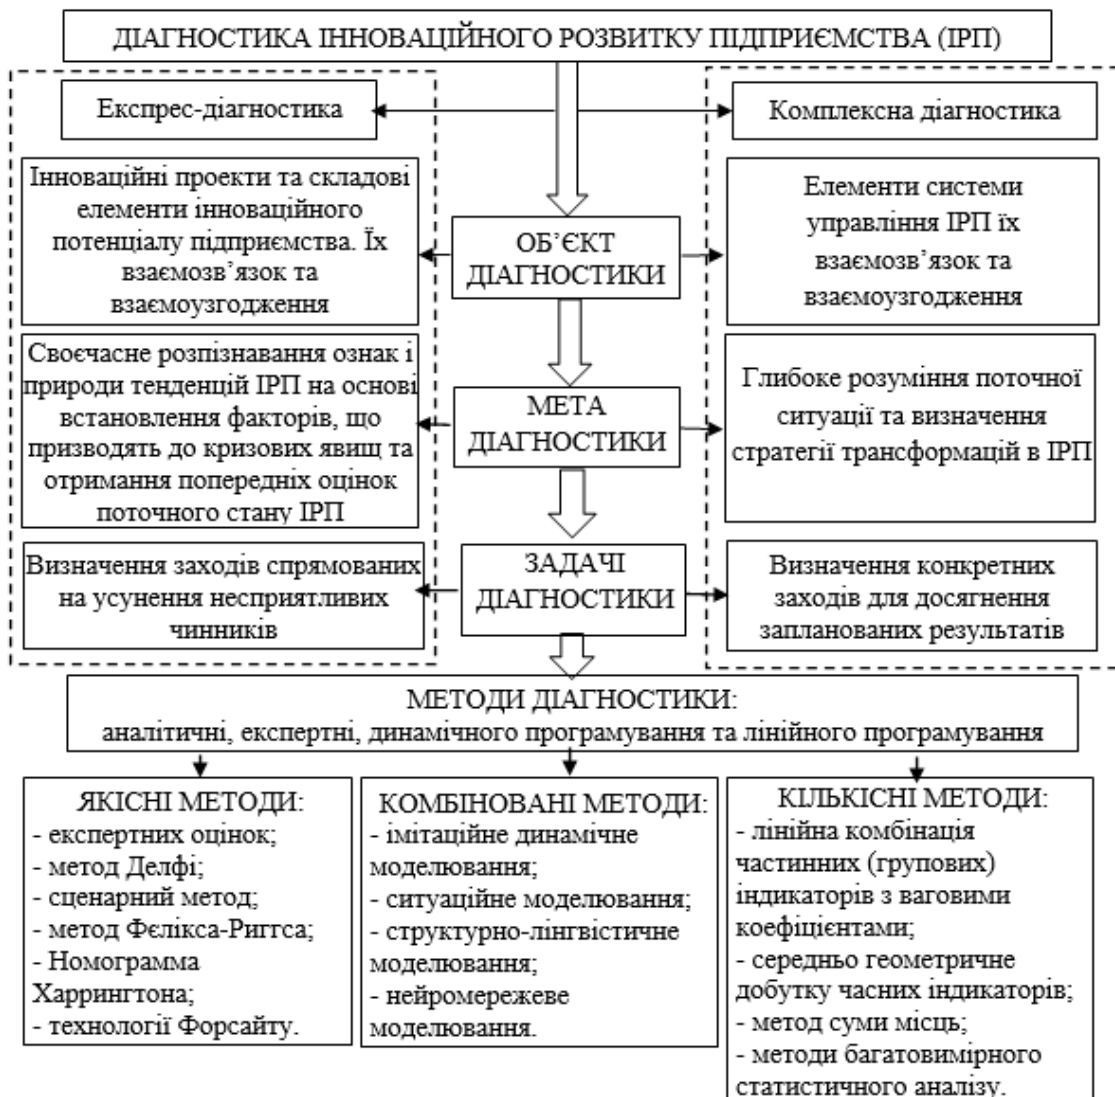 ДІАГНОСТИКА ІННОВАЦІЙНОГО РОЗВИТКУ ПІДПРИЄМСТВА (ІРП)
Експрес-діагностика
Комплексна діагностика
Інноваційні проекти та складові
елементи інноваційного
потенціалу підприємства. Їх
взаємозв’язок та
взаємоузгодження
ОБ’ЄКТ
ДІАГНОСТИКИ
Елементи системи
управління ІРП їх
взаємозв’язок та
взаємоузгодження
Своєчасне розпізнавання ознак і
природи тенденцій ІРП на основі
встановлення факторів, що
призводять до кризових явищ та
отримання попередніх оцінок
поточного стану ІРП
МЕТА
ДІАГНОСТИКИ
Глибоке розуміння поточної
ситуації та визначення
стратегії трансформацій в ІРП
Визначення заходів спрямованих
на усунення несприятливих
чинників
ЗАДАЧІ
ДІАГНОСТИКИ
Визначення конкретних
заходів для досягнення
запланованих результатів
МЕТОДИ ДІАГНОСТИКИ:
аналітичні, експертні, динамічного програмування та лінійного програмування
ЯКІСНІ МЕТОДИ:
- експертних оцінок;
- метод Делфі;
- сценарний метод;
- метод Фєлікса-Риггса;
- Номограмма
Харрингтона;
- технології Форсайту.
КОМБІНОВАНІ МЕТОДИ:
- імітаційне динамічне
моделювання;
- ситуаційне моделювання;
- структурно-лінгвістичне
моделювання;
- нейромережеве
моделювання.
КІЛЬКІСНІ МЕТОДИ:
- лінійна комбінація
частинних (групових)
індикаторів з ваговими
коефіцієнтами;
- середньо геометричне
добутку часних індикаторів;
- метод суми місць;
- методи багатовимірного
статистичного аналізу.